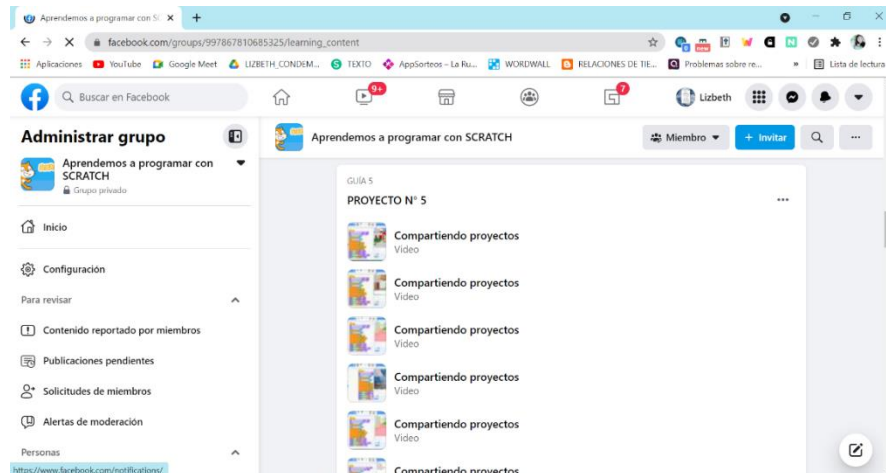 Aprendemos a programar con SC
facebook.com/groups/997867810685325/learning_content
Aplicaciones
YouTube
Google Meet
LIZBETH_CONDEM...
TEXTO
AppSorteos – La Ru...
WORDWALL
RELACIONES DE TIE...
Problemas sobre re...
»
Lista de lectura
Buscar en Facebook
9+
7
Lizbeth
Administrar grupo
Aprendemos a programar con
SCRATCH
Grupo privado
Inicio
Configuración
Para revisar
Contenido reportado por miembros
Publicaciones pendientes
Solicitudes de miembros
Alertas de moderación
Personas
https://www.facebook.com/notifications/
Aprendemos a programar con SCRATCH
Miembro
+ Invitar
GUÍA 5
PROYECTO N° 5
Compartiendo proyectos
Video
Compartiendo proyectos
Video
Compartiendo proyectos
Video
Compartiendo proyectos
Video
Compartiendo proyectos
Video
Compartiendo proyectos